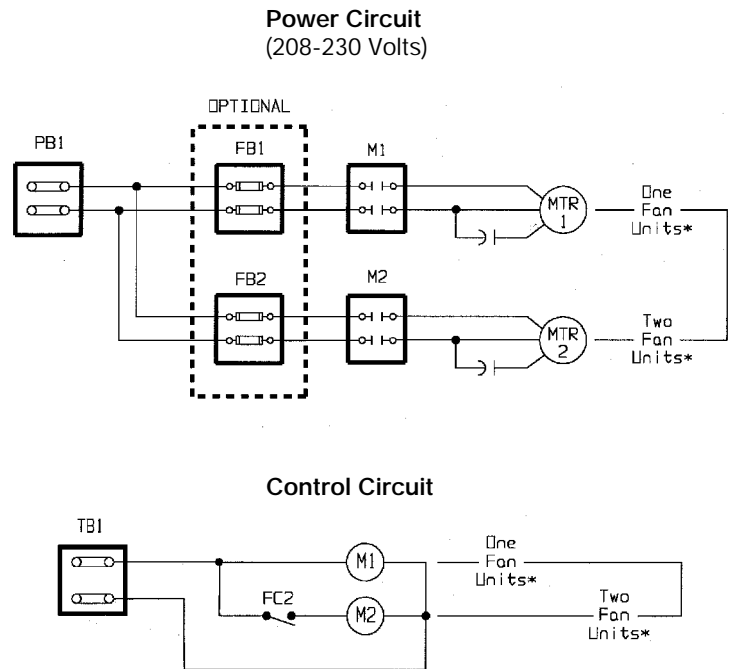 Power Circuit
(208-230 Volts)
OPTIONAL
PB1
FB1
M1
MTR
1
One
Fan
Units*
FB2
M2
MTR
2
Two
Fan
Units*
Control Circuit
TB1
M1
One
Fan
Units*
FC2
M2
Two
Fan
Units*